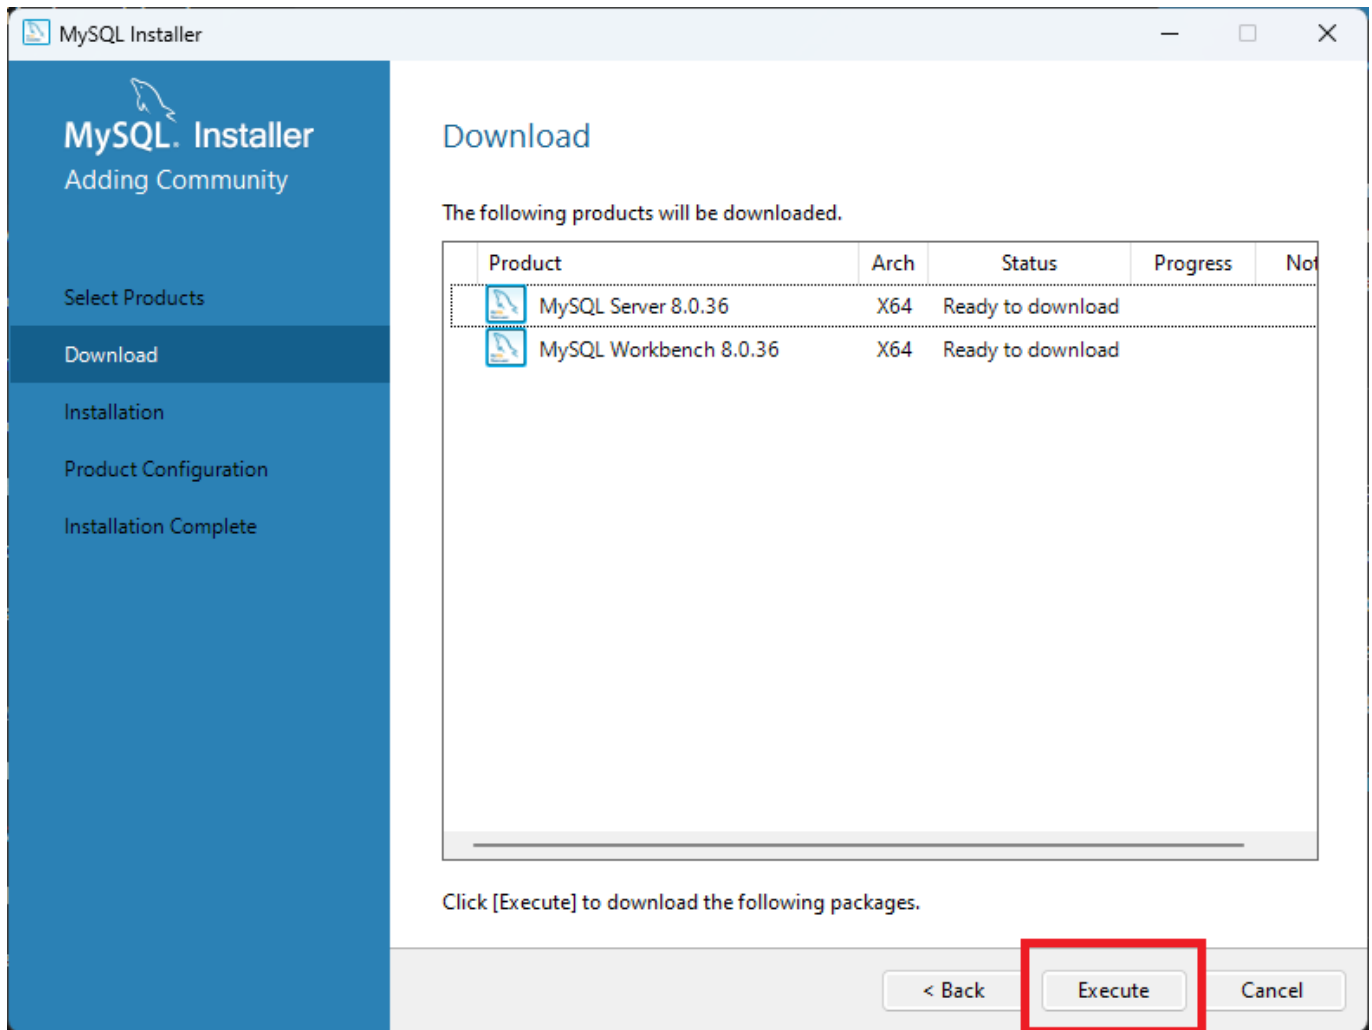 MySQL Installer
MySQL. Installer
Adding Community
Select Products
Download
Installation
Product Configuration
Installation Complete
Download
The following products will be downloaded.
Product Arch Status Progress Not
MySQL Server 8.0.36 X64 Ready to download
MySQL Workbench 8.0.36 X64 Ready to download
Click [Execute] to download the following packages.
< Back Execute Cancel